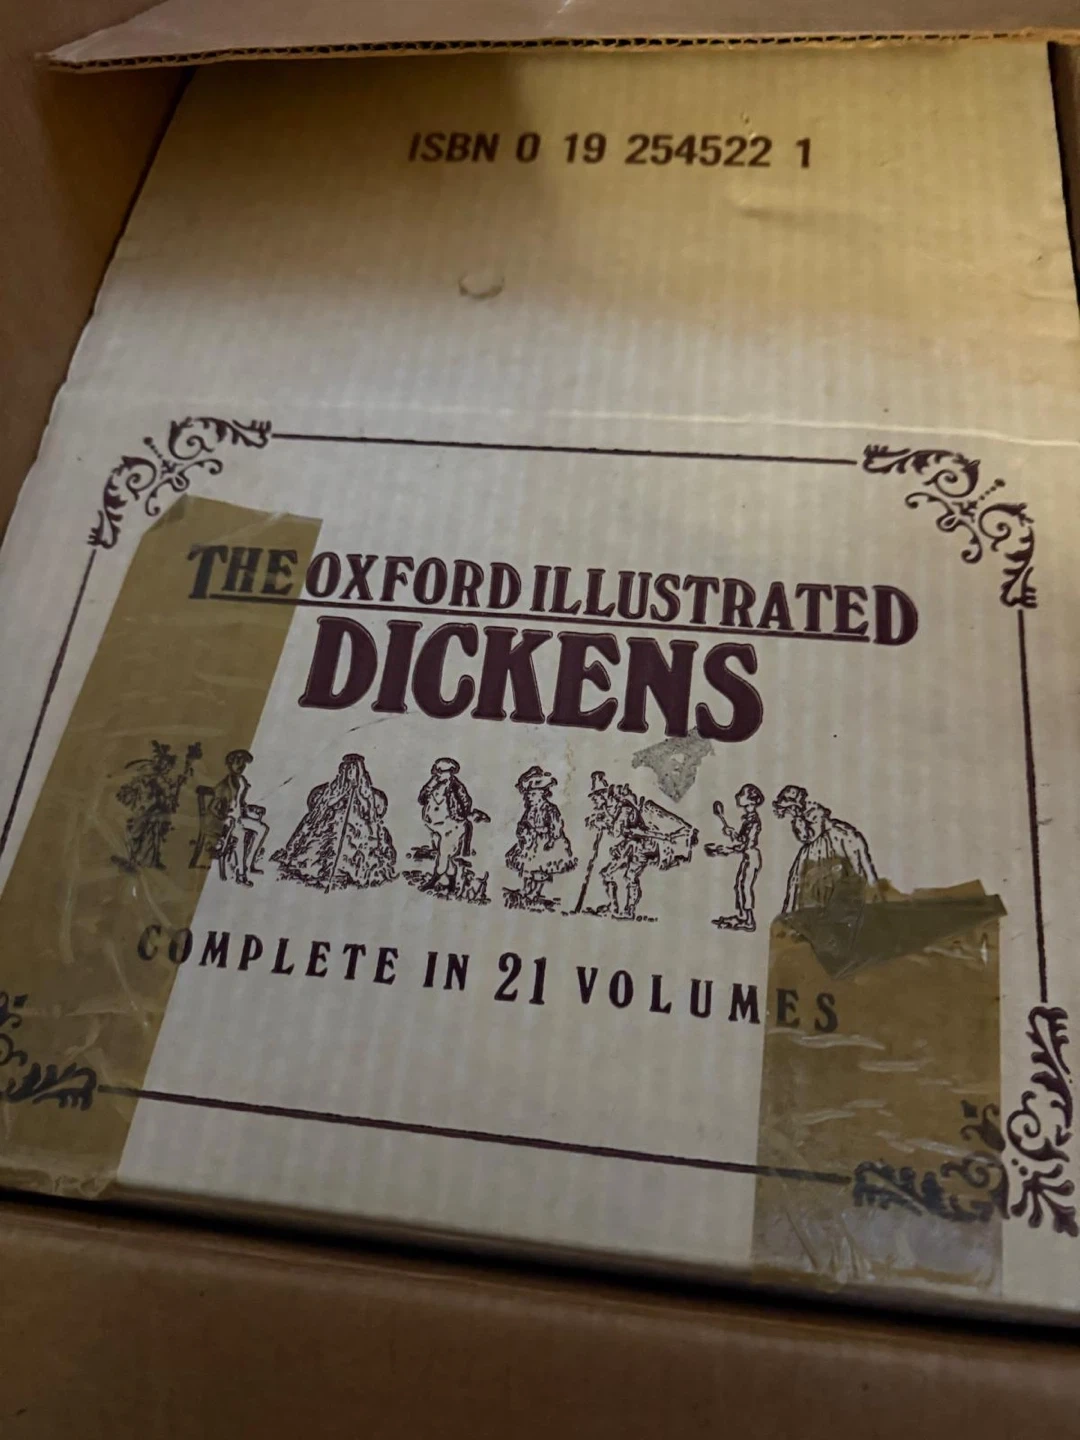 ISBN 0 19 254522 1
THE OXFORD ILLUSTRATED
DICKENS
COMPLETE IN 21 VOLUMES